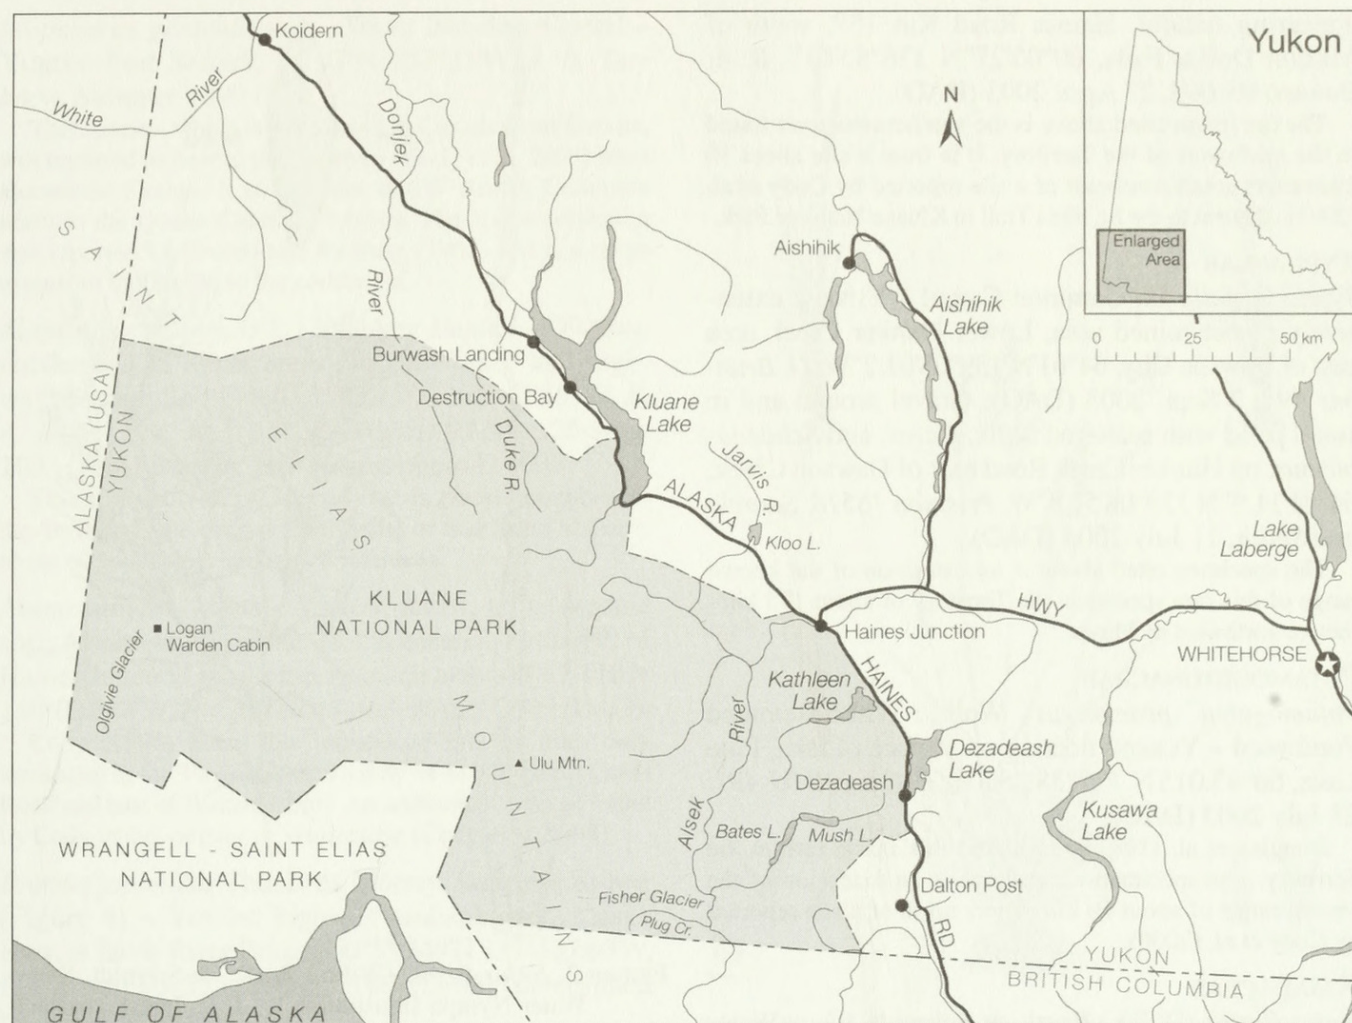 Koidern
Yukon
White
River
Donjek
River
N
SAINT
ELIAS
MOUNTAINS
Aishihik
Aishihik
Lake
Enlarged
Area
0 25 50 km
Burwash Landing
Destruction Bay
Kluane
Lake
ALASKA (USA)
YUKON
Duke R.
Jarvis R.
ALASKA
HWY
Kloo L.
Lake
Laberge
KLUANE
NATIONAL PARK
Logan
Warden Cabin
Olgivie Glacier
Haines Junction
WHITEHORSE
HAINES
RD
Kathleen
Lake
River
Alsek
Ulu Mtn.
Dezadeash
Lake
Dezadeash
Kusawa
Lake
Bates L.
Mush L.
WRANGELL - SAINT ELIAS
NATIONAL PARK
Dalton Post
Fisher Glacier
Plug Cr.
YUKON
BRITISH COLUMBIA
GULF OF ALASKA